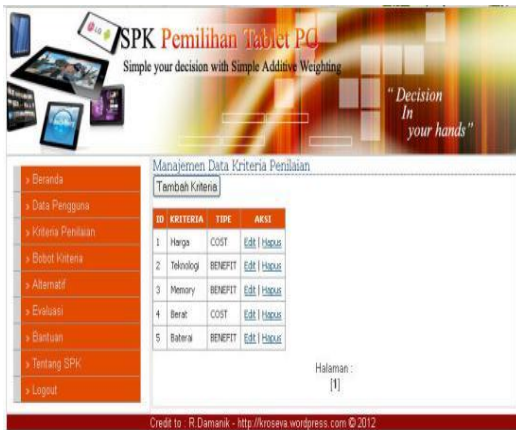 SPK Pemilihan Tablet PC
Simple your decision with Simple Additive Weighting
“ Decision
In
your hands”
LG
» Beranda
» Data Pengguna
» Kriteria Penilaian
» Bobot Kriteria
» Alternatif
» Evaluasi
» Bantuan
» Tentang SPK
» Logout
Manajemen Data Kriteria Penilaian
Tambah Kriteria
ID KRITERIA TIPE AKSI
1 Harga COST Edit | Hapus
2 Teknologi BENEFIT Edit | Hapus
3 Memory BENEFIT Edit | Hapus
4 Berat COST Edit | Hapus
5 Baterai BENEFIT Edit | Hapus
Halaman :
[1]
Credit to : R.Damanik - http://kroseva.wordpress.com © 2012